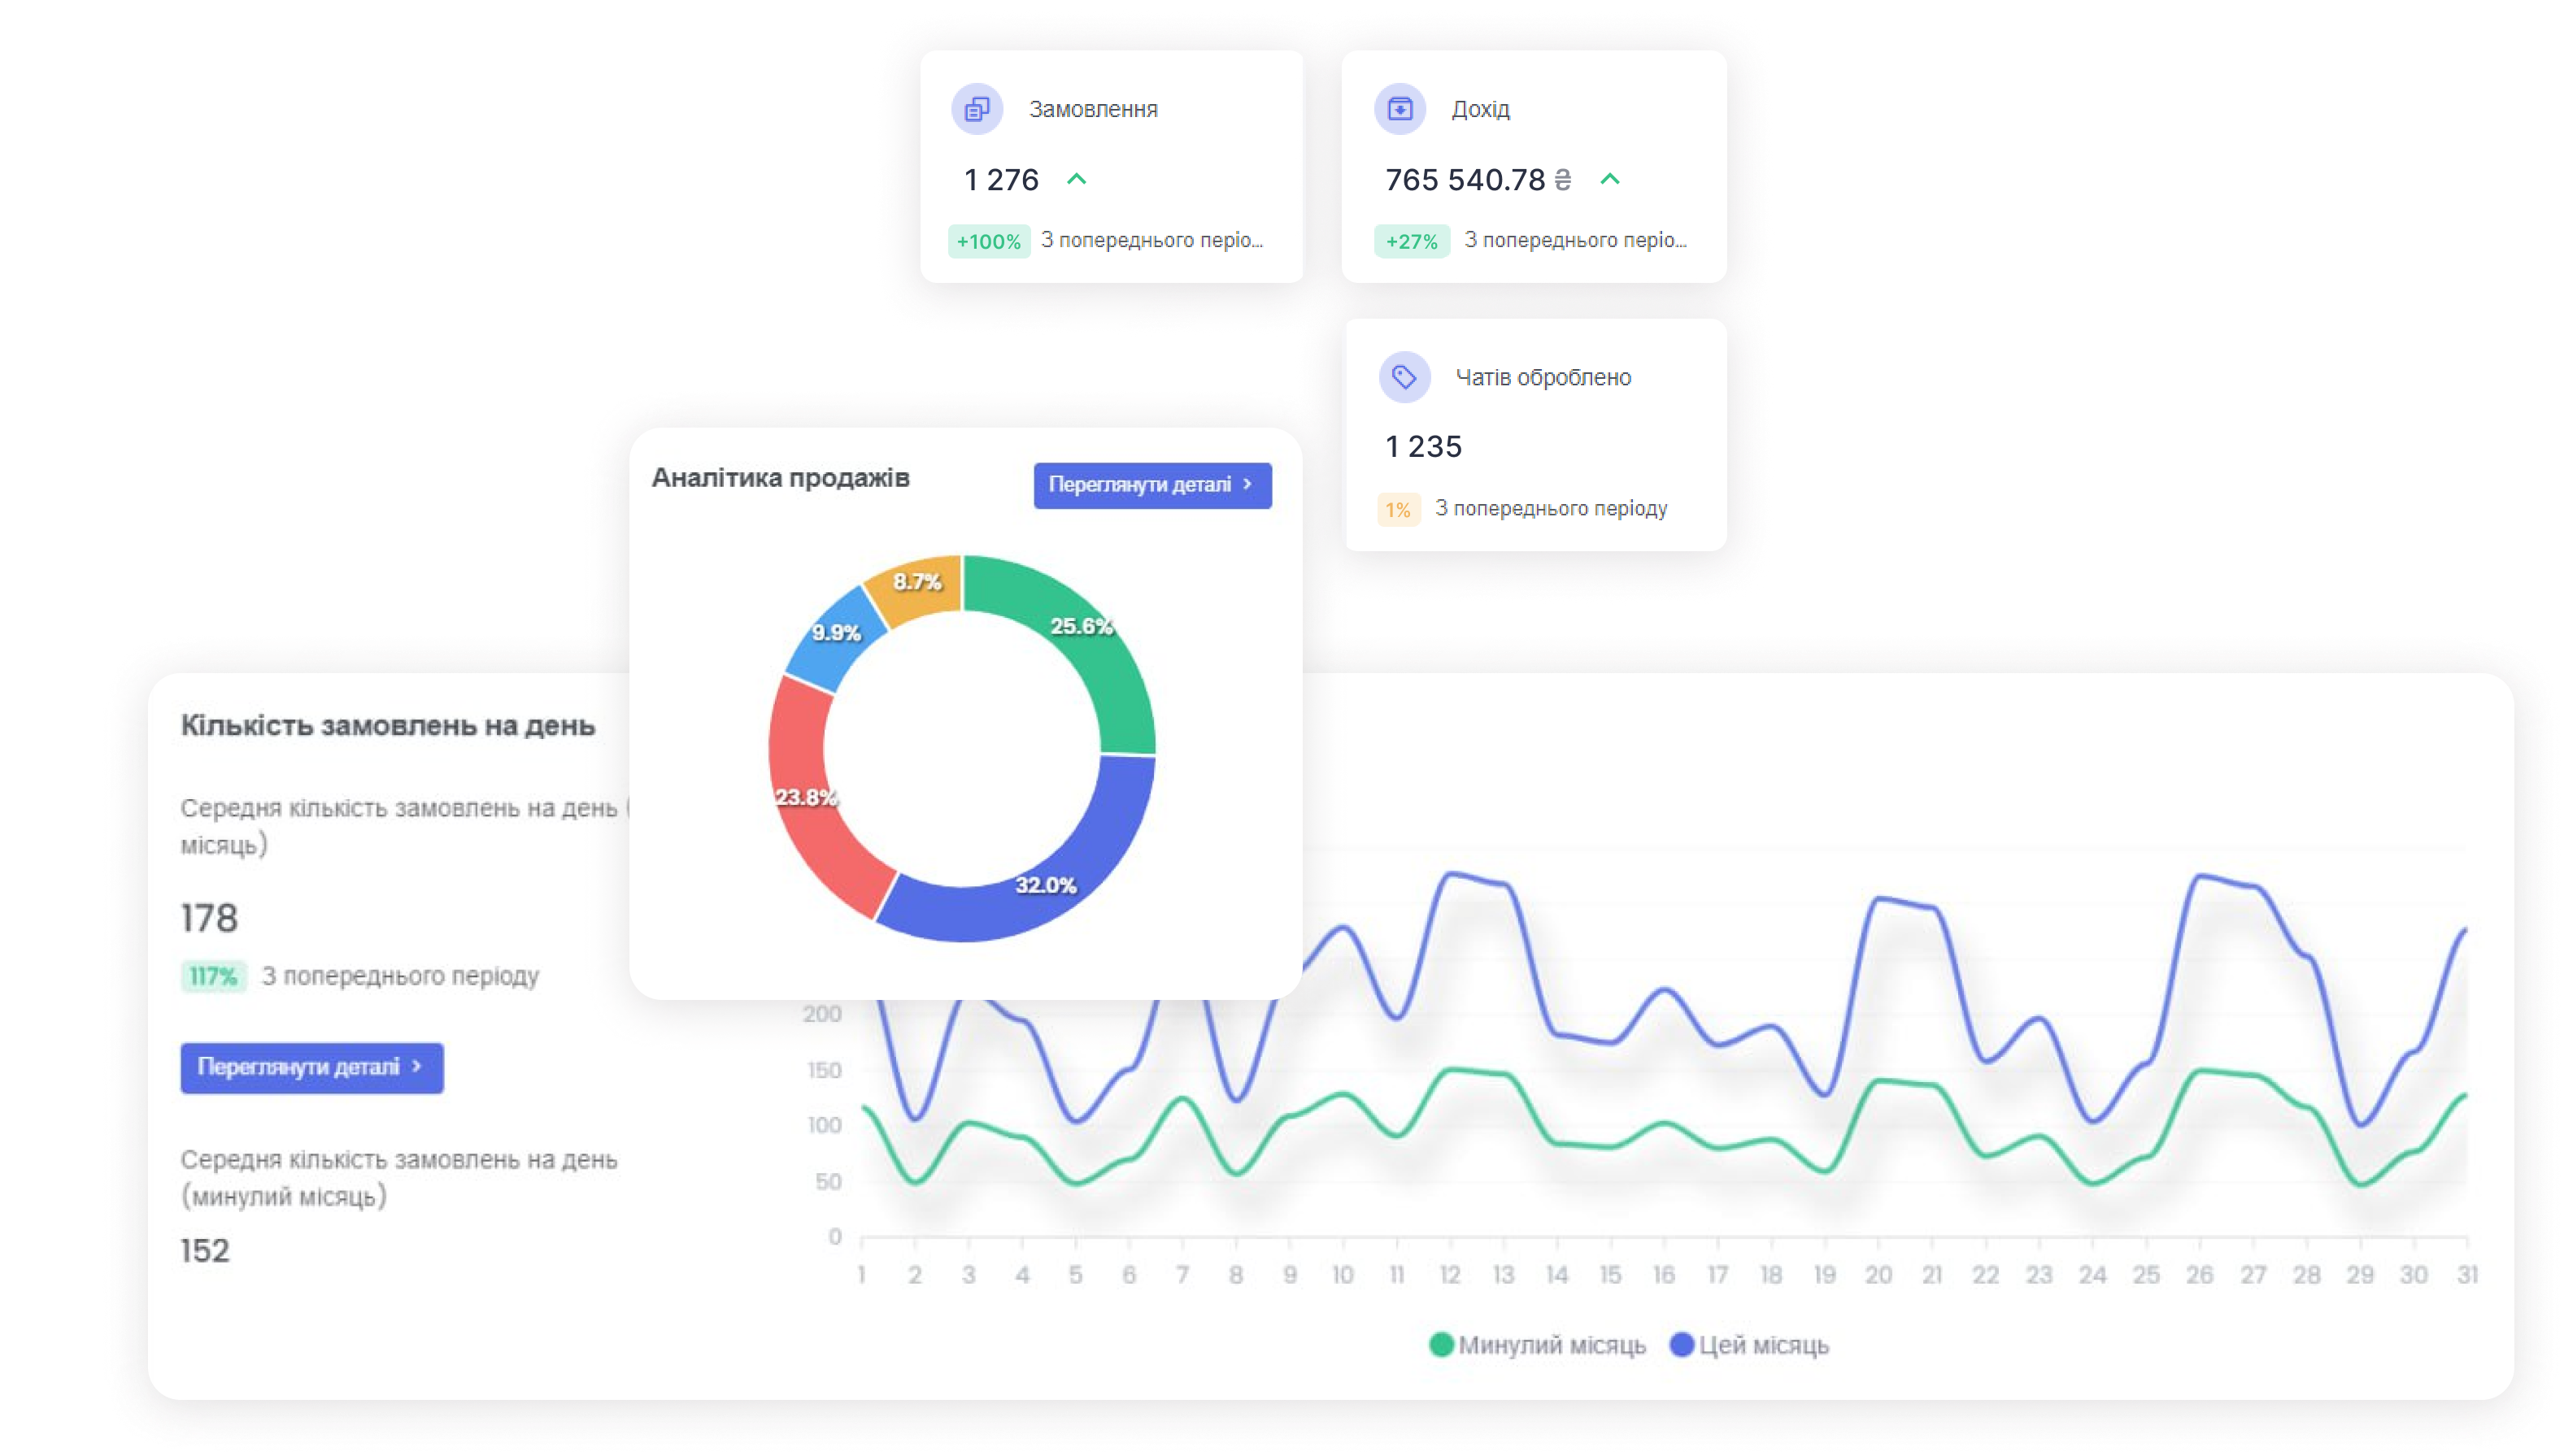 Замовлення
1 276
+100% З попереднього періо...
Дохід
765 540.78 ₴
+27% З попереднього періо...
Чатів оброблено
1 235
1% З попереднього періоду
Аналітика продажів
Переглянути деталі
8.7%
25.6%
9.9%
23.8%
32.0%
Кількість замовлень на день
Середня кількість замовлень на день (
місяць)
178
117% З попереднього періоду
Переглянути деталі
Середня кількість замовлень на день
(минулий місяць)
152
200
150
100
50
0
1 2 3 4 5 6 7 8 9 10 11 12 13 14 15 16 17 18 19 20 21 22 23 24 25 26 27 28 29 30 31
Минулий місяць Цей місяць